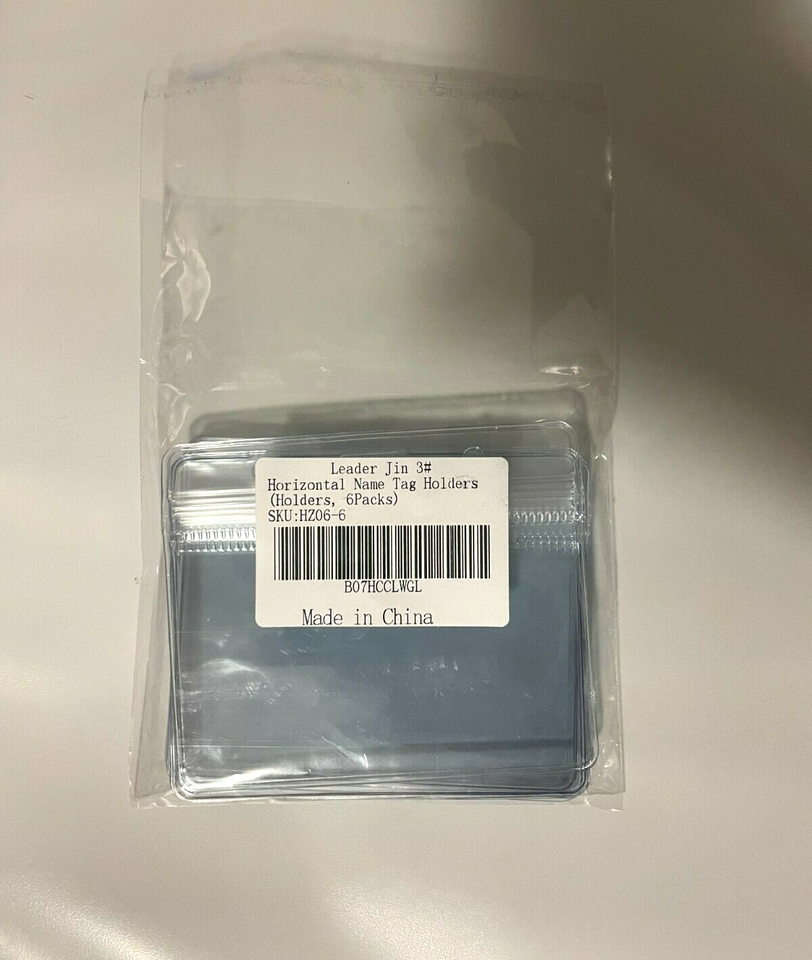 Leader Jin 3#
Horizontal Name Tag Holders
(Holders, 6Packs)
SKU:HZ06-6
B07HCCLWGL
Made in China